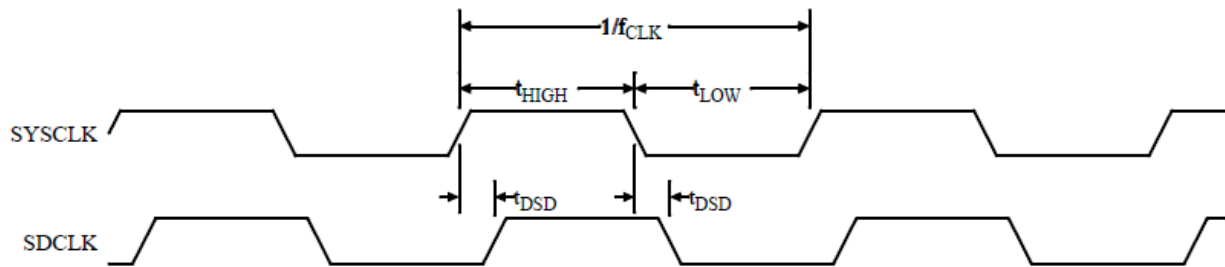 1/fCLK
tHIGH tLOW
SYSCLK
tDSD tDSD
SDCLK